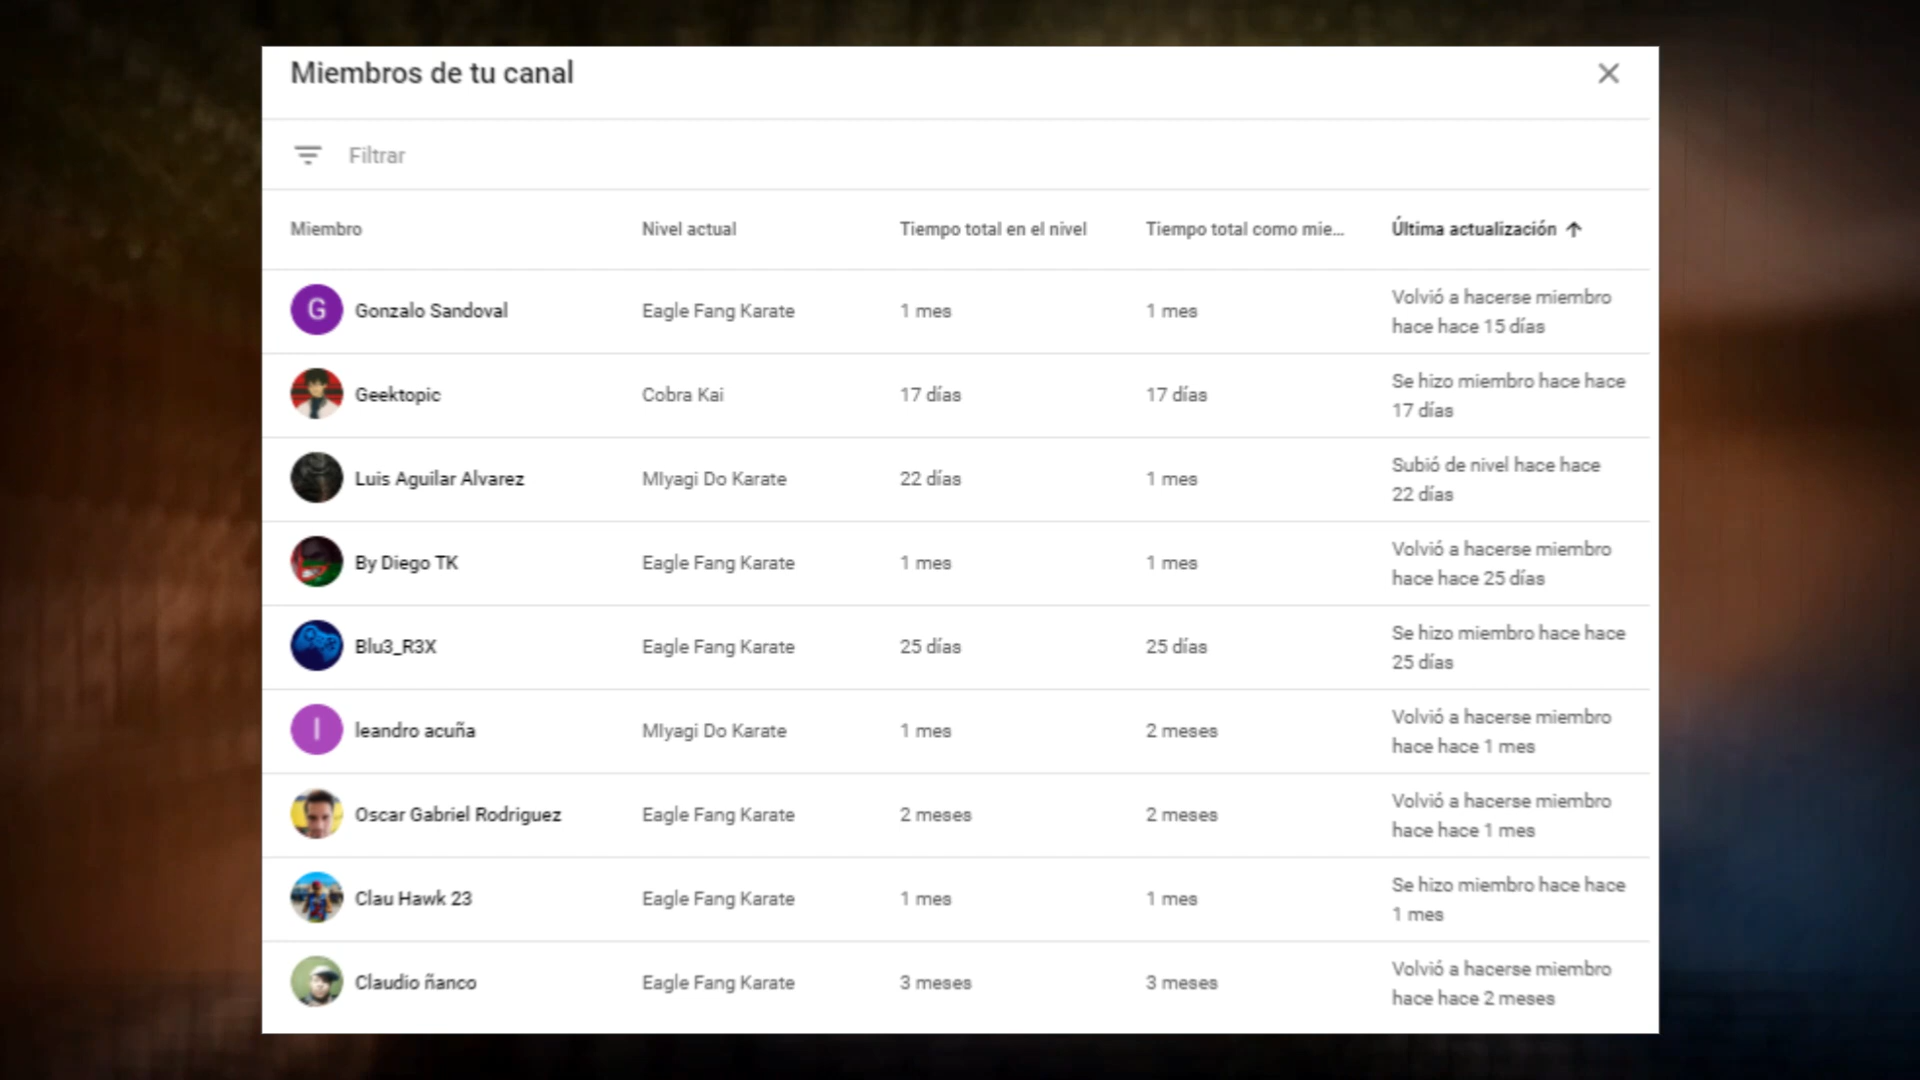 Miembros de tu canal
Filtrar
Miembro Nivel actual Tiempo total en el nivel Tiempo total como mie... Última actualización
G Gonzalo Sandoval Eagle Fang Karate 1 mes 1 mes Volvió a hacerse miembro
hace hace 15 días
Geektopic Cobra Kai 17 días 17 días Se hizo miembro hace hace
17 días
Luis Aguilar Alvarez MIyagi Do Karate 22 días 1 mes Subió de nivel hace hace
22 días
By Diego TK Eagle Fang Karate 1 mes 1 mes Volvió a hacerse miembro
hace hace 25 días
Blu3_R3X Eagle Fang Karate 25 días 25 días Se hizo miembro hace hace
25 días
l leandro acuña MIyagi Do Karate 1 mes 2 meses Volvió a hacerse miembro
hace hace 1 mes
Oscar Gabriel Rodriguez Eagle Fang Karate 2 meses 2 meses Volvió a hacerse miembro
hace hace 1 mes
Clau Hawk 23 Eagle Fang Karate 1 mes 1 mes Se hizo miembro hace hace
1 mes
Claudio ñanco Eagle Fang Karate 3 meses 3 meses Volvió a hacerse miembro
hace hace 2 meses